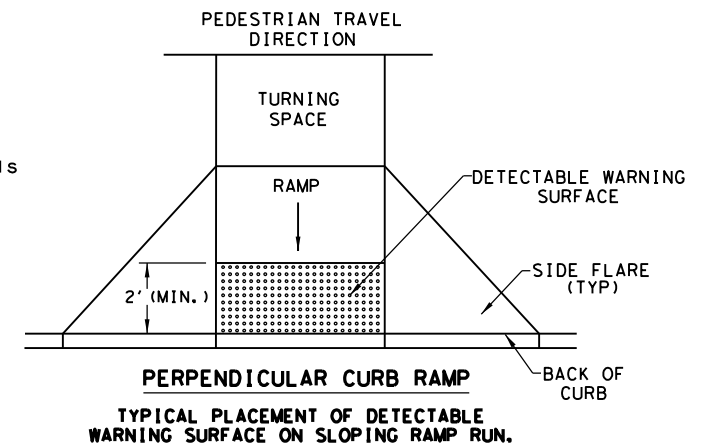 PEDESTRIAN TRAVEL
DIRECTION
TURNING
SPACE
ls
RAMP
DETECTABLE WARNING
SURFACE
2' (MIN.)
SIDE FLARE
(TYP)
BACK OF
CURB
PERPENDICULAR CURB RAMP
TYPICAL PLACEMENT OF DETECTABLE
WARNING SURFACE ON SLOPING RAMP RUN.